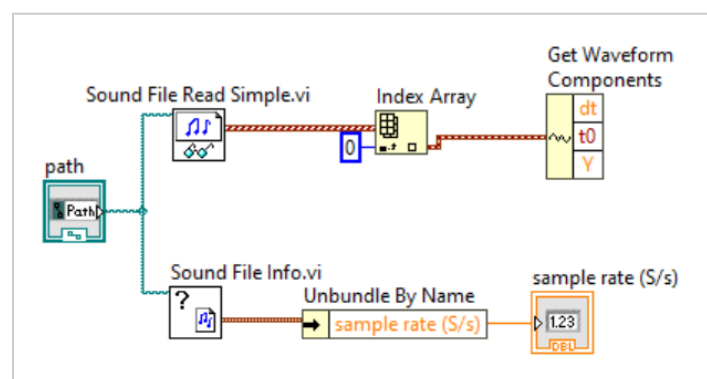 Get Waveform
Components
Sound File Read Simple.vi
Index Array
dt
t0
Y
0
path
Path
Sound File Info.vi
?
Unbundle By Name
sample rate (S/s)
sample rate (S/s)
1.23
DBL